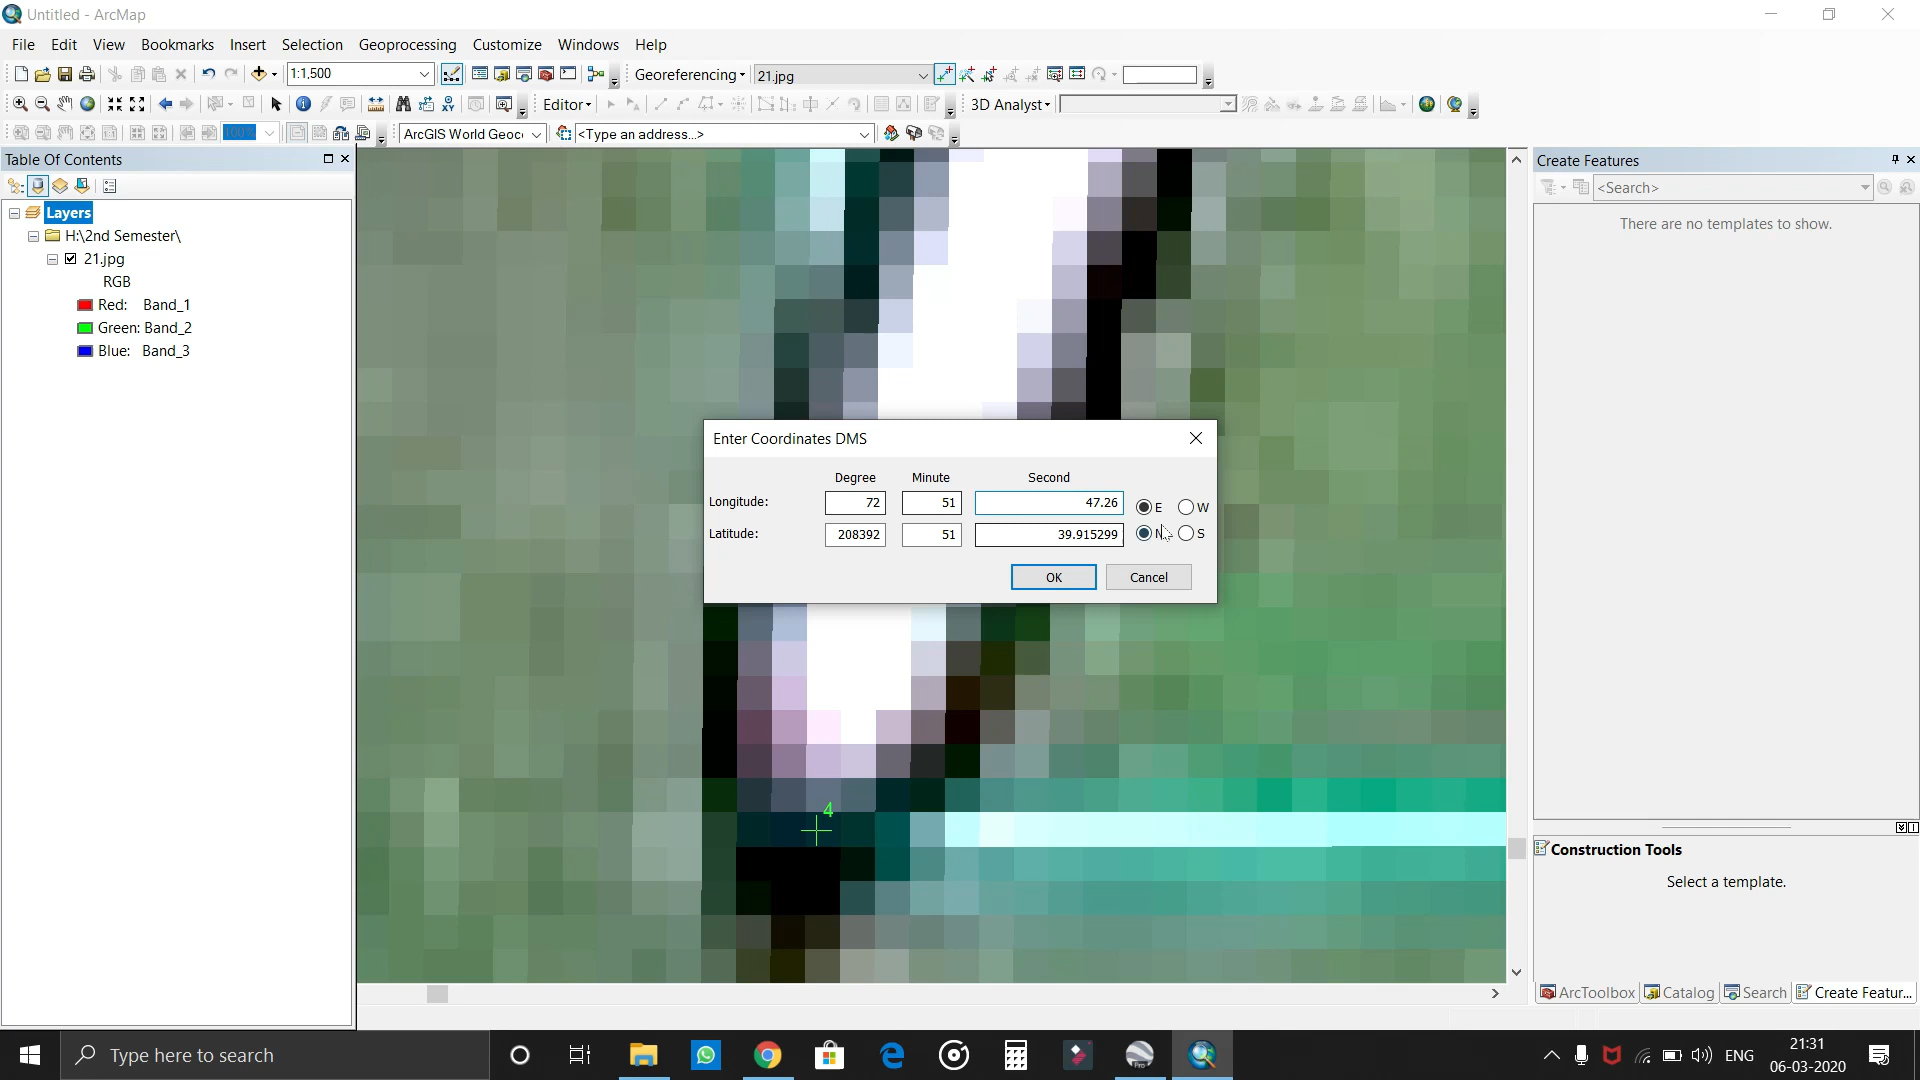 Untitled - ArcMap
File Edit View Bookmarks Insert Selection Geoprocessing Customize Windows Help
1:1,500 Georeferencing 21.jpg
Editor 3D Analyst
100% ArcGIS World Geoc <Type an address...>
Table Of Contents
Layers
H:\2nd Semester\
21.jpg
RGB
Red: Band_1
Green: Band_2
Blue: Band_3
Enter Coordinates DMS
Degree Minute Second
Longitude: 72 51 47.26 E W
Latitude: 208392 51 39.915299 N S
OK Cancel
4
Create Features
<Search>
There are no templates to show.
Construction Tools
Select a template.
ArcToolbox Catalog Search Create Featur...
Type here to search
Pro
ENG
21:31
06-03-2020